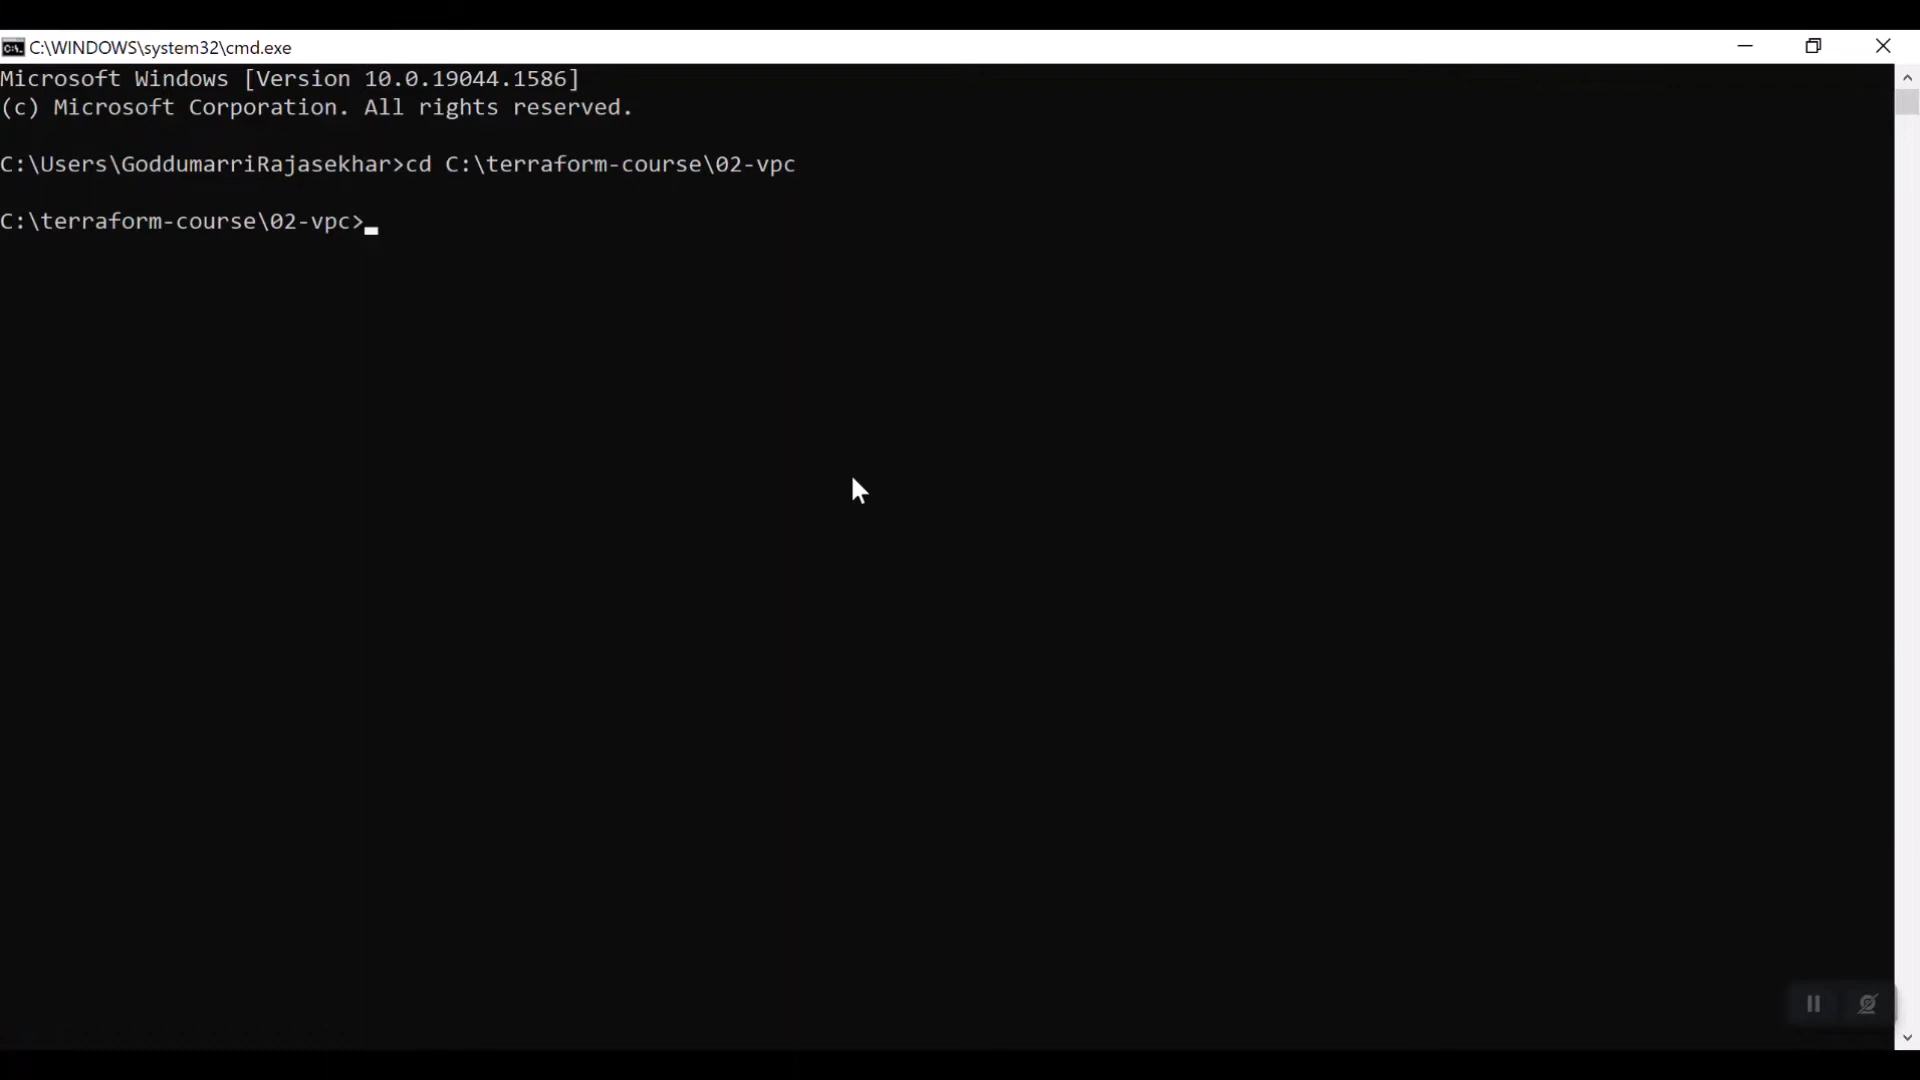 C:\WINDOWS\system32\cmd.exe
Microsoft Windows [Version 10.0.19044.1586]
(c) Microsoft Corporation. All rights reserved.
C:\Users\GoddumarriRajasekhar>cd C:\terraform-course\02-vpc
C:\terraform-course\02-vpc>